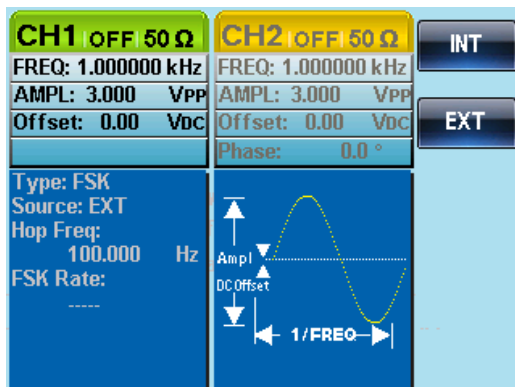 CH1 OFF 50 Ω
FREQ: 1.000000 kHz
AMPL: 3.000 VPP
Offset: 0.00 VDC
CH2 OFF 50 Ω
FREQ: 1.000000 kHz
AMPL: 3.000 VPP
Offset: 0.00 VDC
Phase: 0.0 °
INT
EXT
Type: FSK
Source: EXT
Hop Freq:
100.000 Hz
FSK Rate:
-----
Ampl
DC Offset
1/FREQ